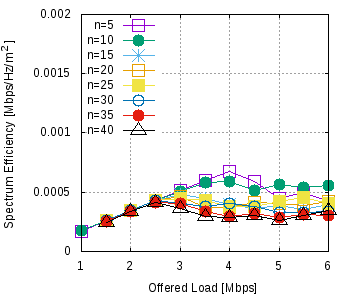 0.002
0.0015
0.001
0.0005
0
Spectrum Efficiency [Mbps/Hz/m²]
n=5
n=10
n=15
n=20
n=25
n=30
n=35
n=40
1 2 3 4 5 6
Offered Load [Mbps]